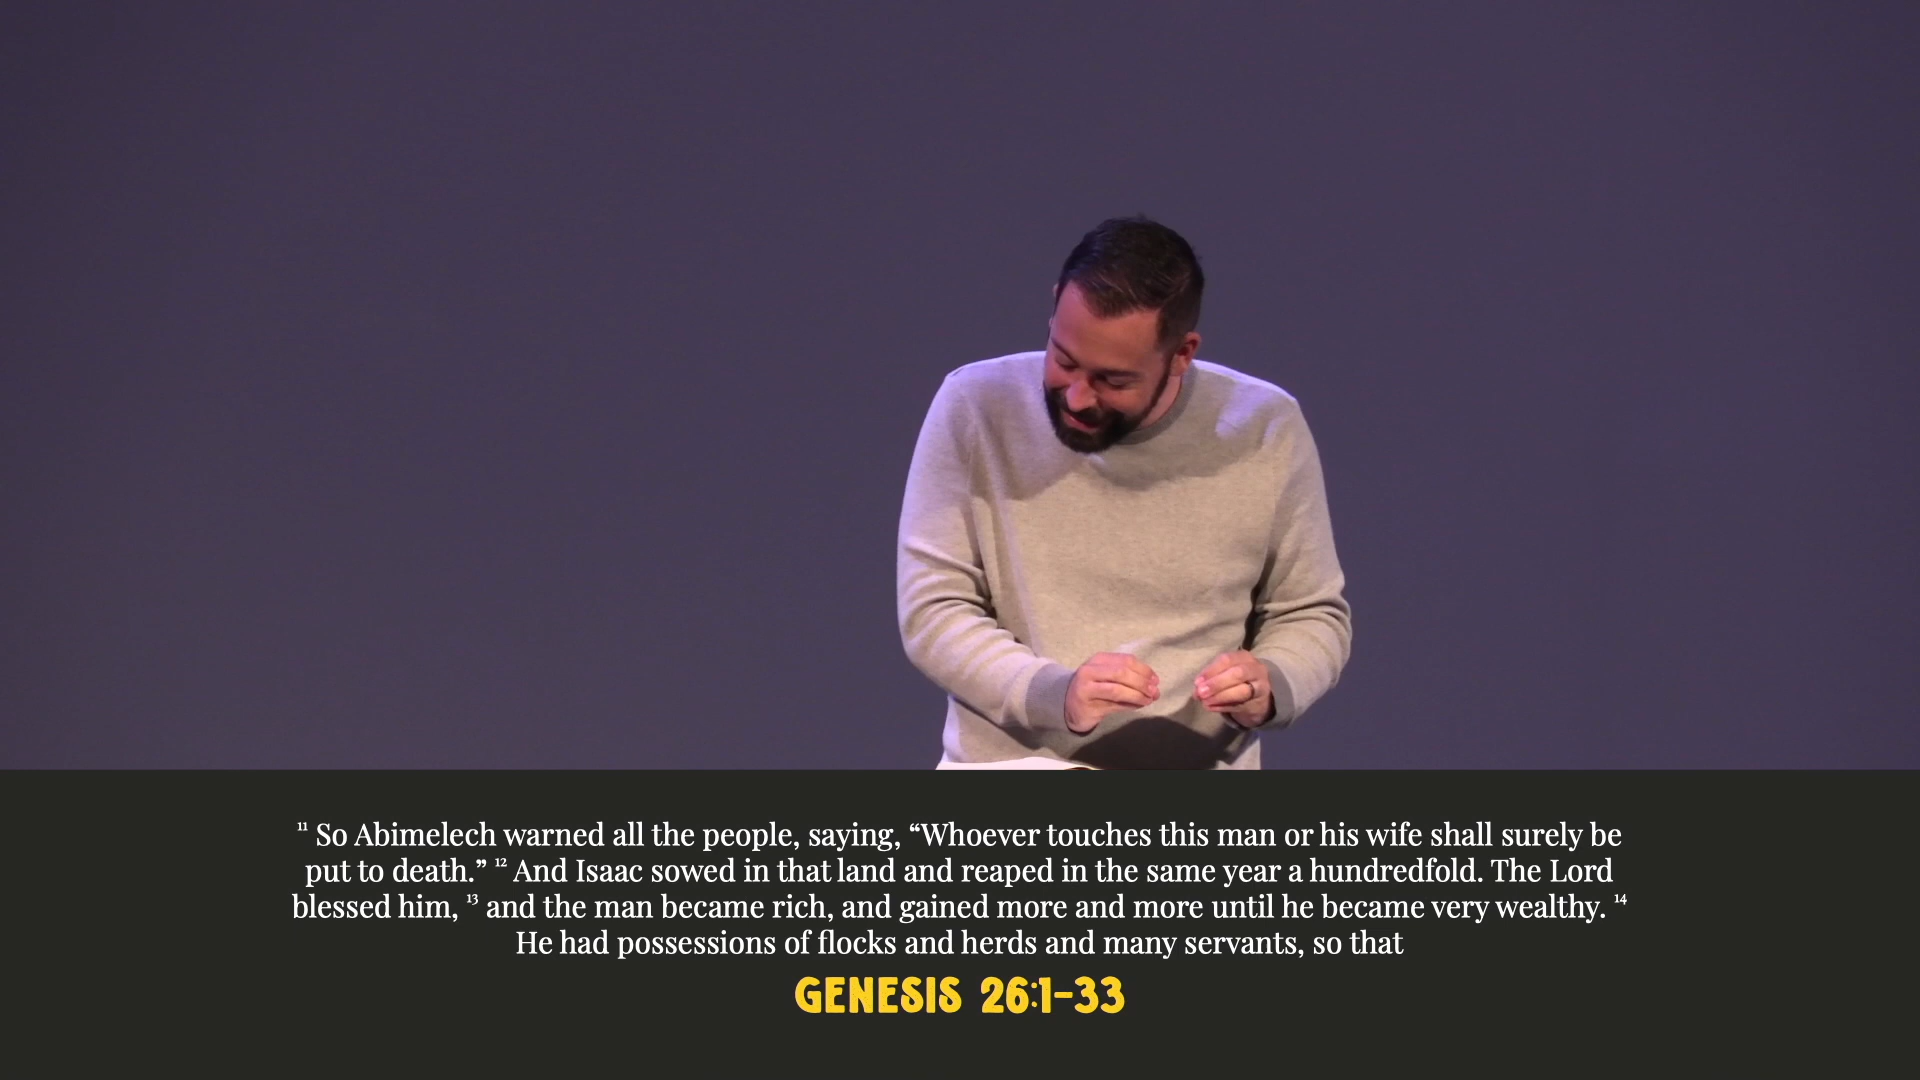 ¹¹ So Abimelech warned all the people, saying, “Whoever touches this man or his wife shall surely be
put to death.” ¹² And Isaac sowed in that land and reaped in the same year a hundredfold. The Lord
blessed him, ¹³ and the man became rich, and gained more and more until he became very wealthy. ¹⁴
He had possessions of flocks and herds and many servants, so that
GENESIS 26:1-33